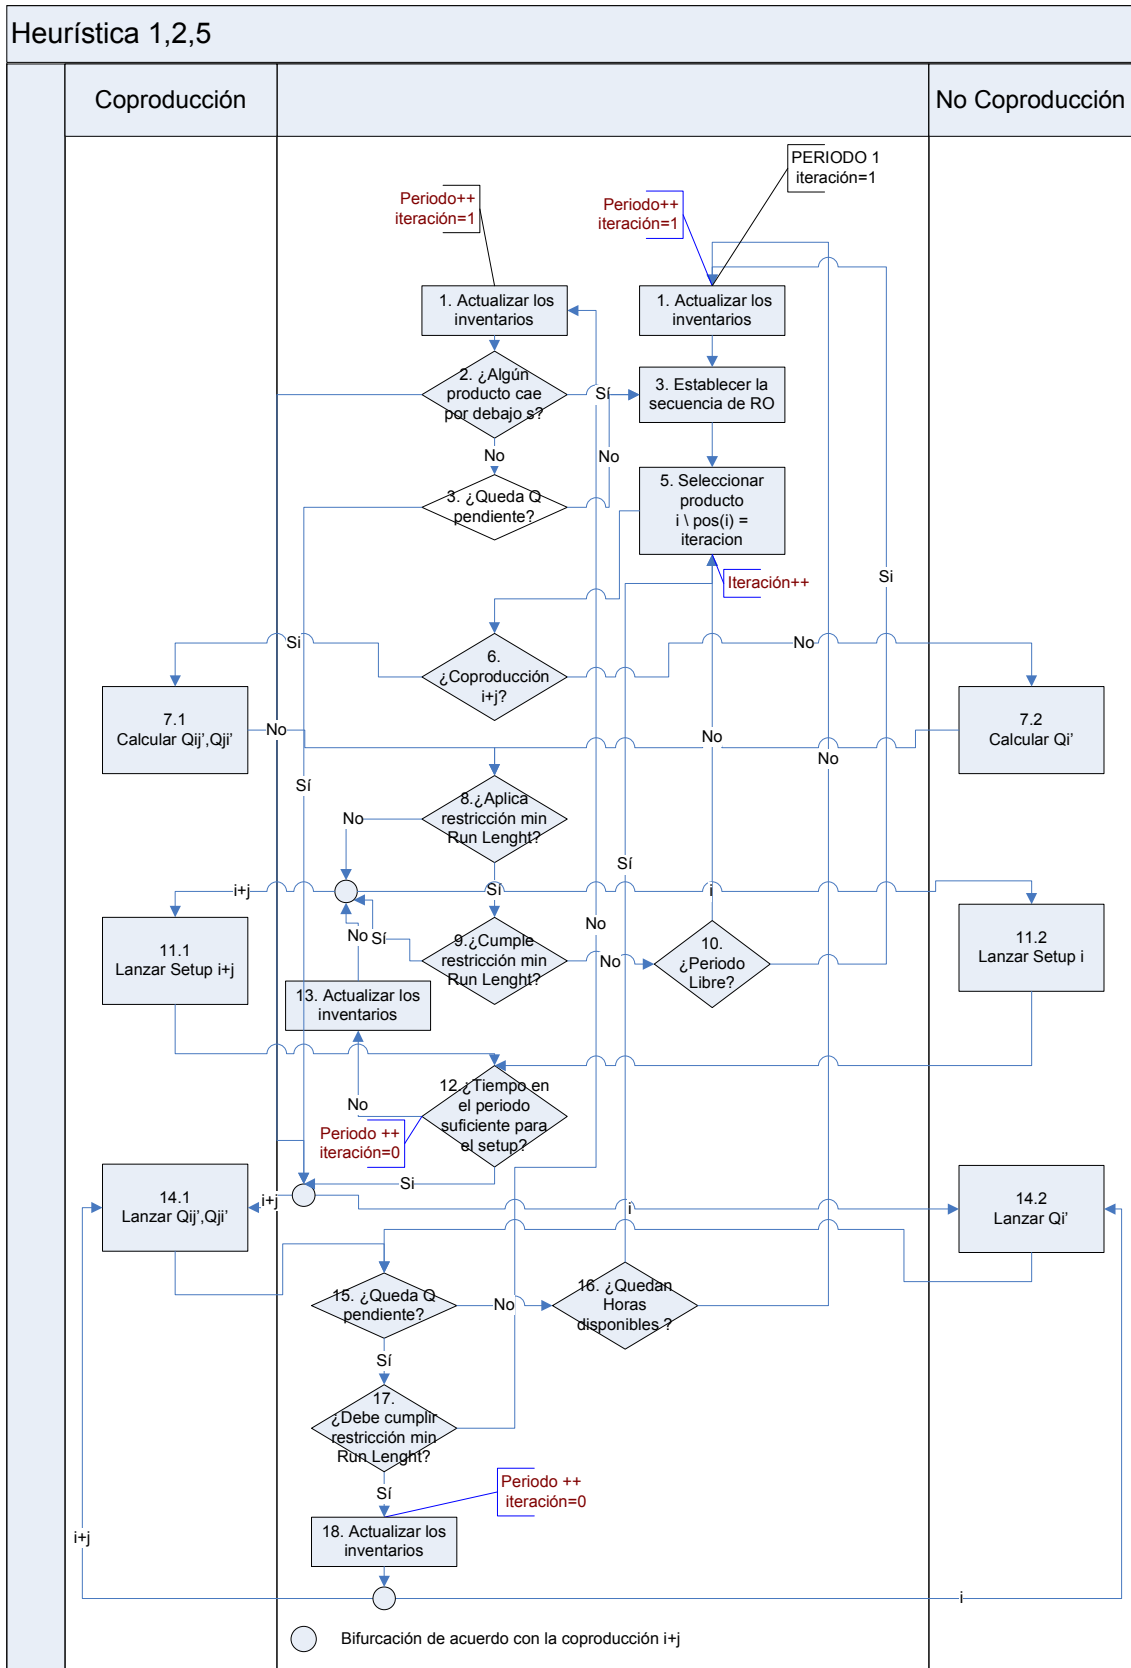 Heurística 1,2,5
Coproducción
No Coproducción
PERIODO 1
iteración=1
Periodo++
iteración=1
Periodo++
iteración=1
1. Actualizar los
inventarios
1. Actualizar los
inventarios
2. ¿Algún
producto cae
por debajo s?
Sí
3. Establecer la
secuencia de RO
No
No
3. ¿Queda Q
pendiente?
5. Seleccionar
producto
i \ pos(i) =
iteracion
Iteración++
Si
Si
6.
¿Coproducción
i+j?
No
7.1
Calcular Qij’,Qji’
No
No
No
7.2
Calcular Qi’
Sí
8.¿Aplica
restricción min
Run Lenght?
No
Sí
Sí
i+j
i
11.1
Lanzar Setup i+j
No
Sí
9.¿Cumple
restricción min
Run Lenght?
No
No
10.
¿Periodo
Libre?
11.2
Lanzar Setup i
13. Actualizar los
inventarios
12.¿Tiempo en
el periodo
suficiente para
el setup?
No
Periodo ++
iteración=0
Si
14.1
Lanzar Qij’,Qji’
i+j
i
14.2
Lanzar Qi’
15. ¿Queda Q
pendiente?
No
16. ¿Quedan
Horas
disponibles ?
Sí
17.
¿Debe cumplir
restricción min
Run Lenght?
Sí
Periodo ++
iteración=0
18. Actualizar los
inventarios
i+j
i
Bifurcación de acuerdo con la coproducción i+j